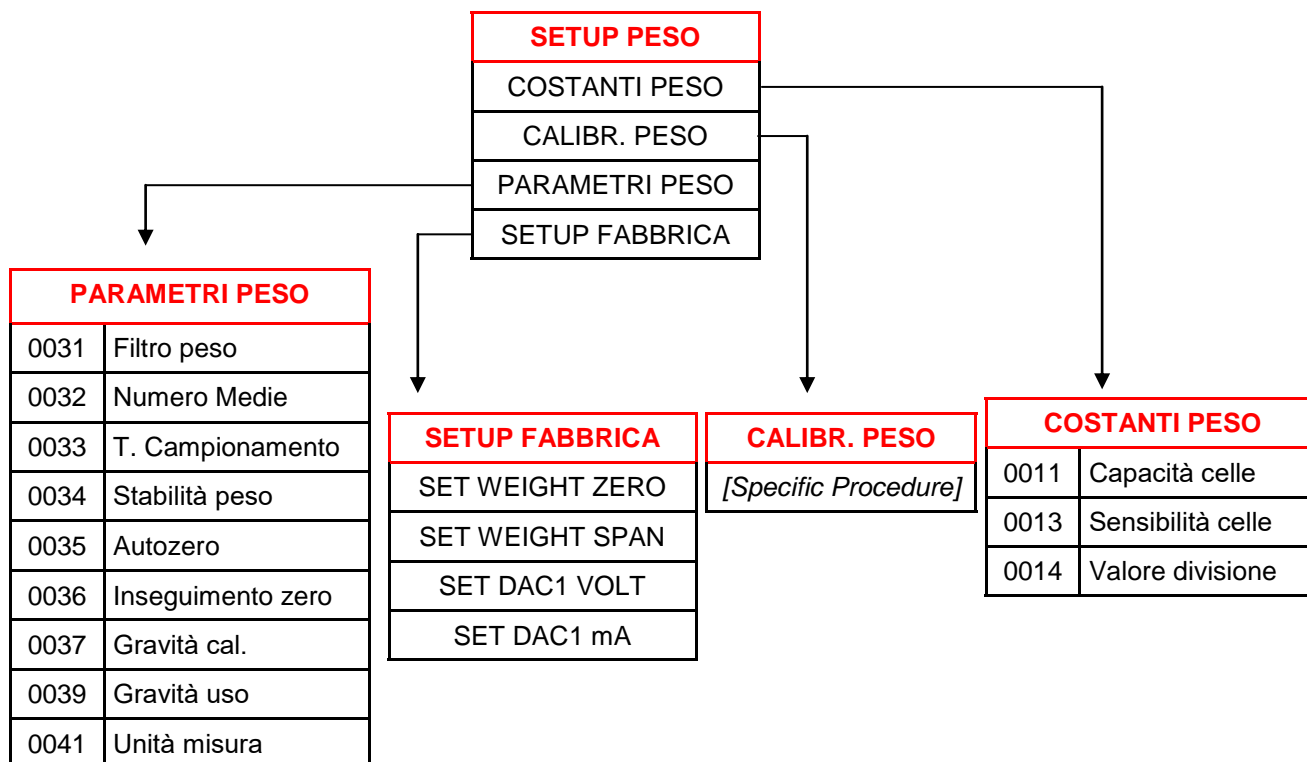 SETUP PESO
COSTANTI PESO
CALIBR. PESO
PARAMETRI PESO
SETUP FABBRICA
PARAMETRI PESO
0031 Filtro peso
0032 Numero Medie
0033 T. Campionamento
0034 Stabilità peso
0035 Autozero
0036 Inseguimento zero
0037 Gravità cal.
0039 Gravità uso
0041 Unità misura
SETUP FABBRICA
SET WEIGHT ZERO
SET WEIGHT SPAN
SET DAC1 VOLT
SET DAC1 mA
CALIBR. PESO
[Specific Procedure]
COSTANTI PESO
0011 Capacità celle
0013 Sensibilità celle
0014 Valore divisione